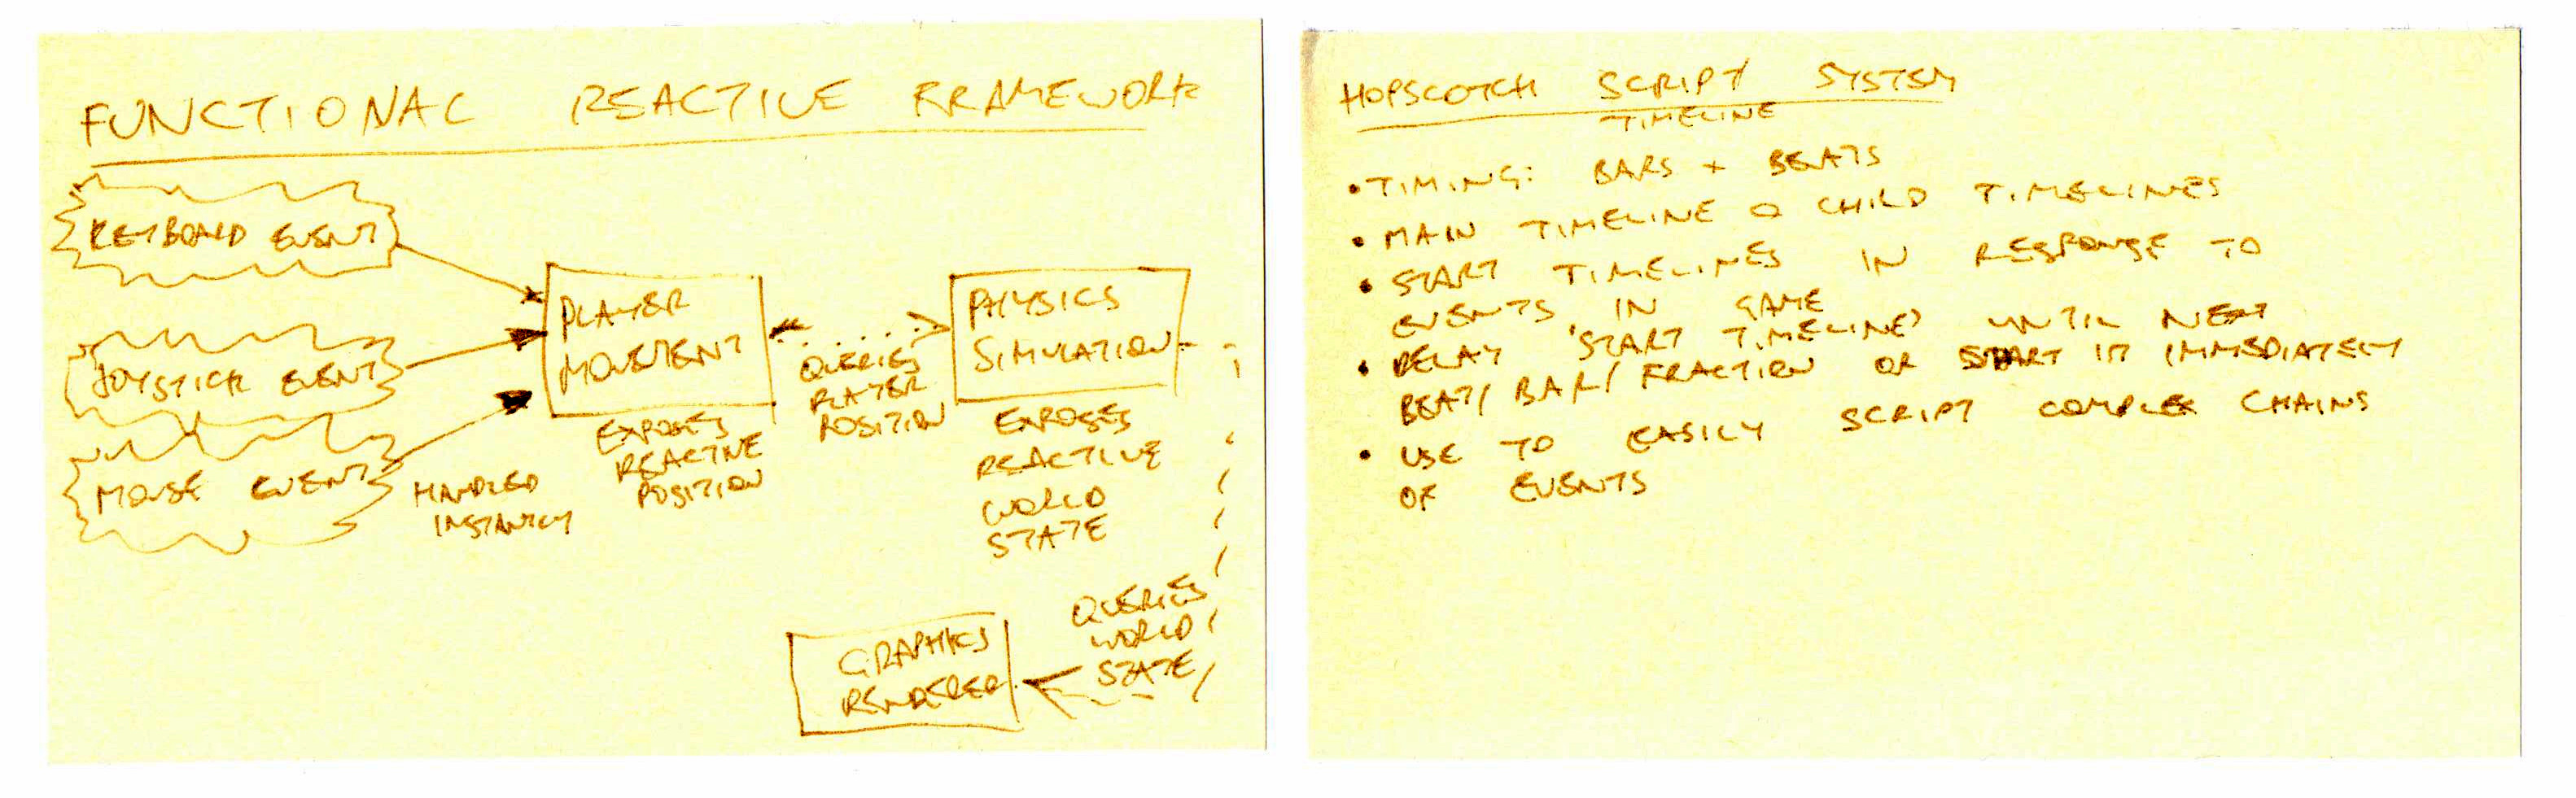 FUNCTIONAL REACTIVE FRAMEWORK
KEYBOARD EVENT
JOYSTICK EVENT
MOUSE EVENT
HANDLED
INSTANTLY
PLAYER
MOVEMENT
EXPOSES
REACTIVE
POSITION
QUERIES
PLAYER
POSITION
PHYSICS
SIMULATION
EXPOSES
REACTIVE
WORLD
STATE
QUERIES
WORLD
STATE
GRAPHICS
RENDERER
HOPSCOTCH SCRIPT SYSTEM
TIMELINE
• TIMING: BARS + BEATS
• MAIN TIMELINE & CHILD TIMELINES
• START TIMELINES IN RESPONSE TO
EVENTS IN GAME
• DELAY 'START TIMELINE' UNTIL NEXT
BEAT/BAR/FRACTION OR START IT IMMEDIATELY
• USE TO EASILY SCRIPT COMPLEX CHAINS
OF EVENTS